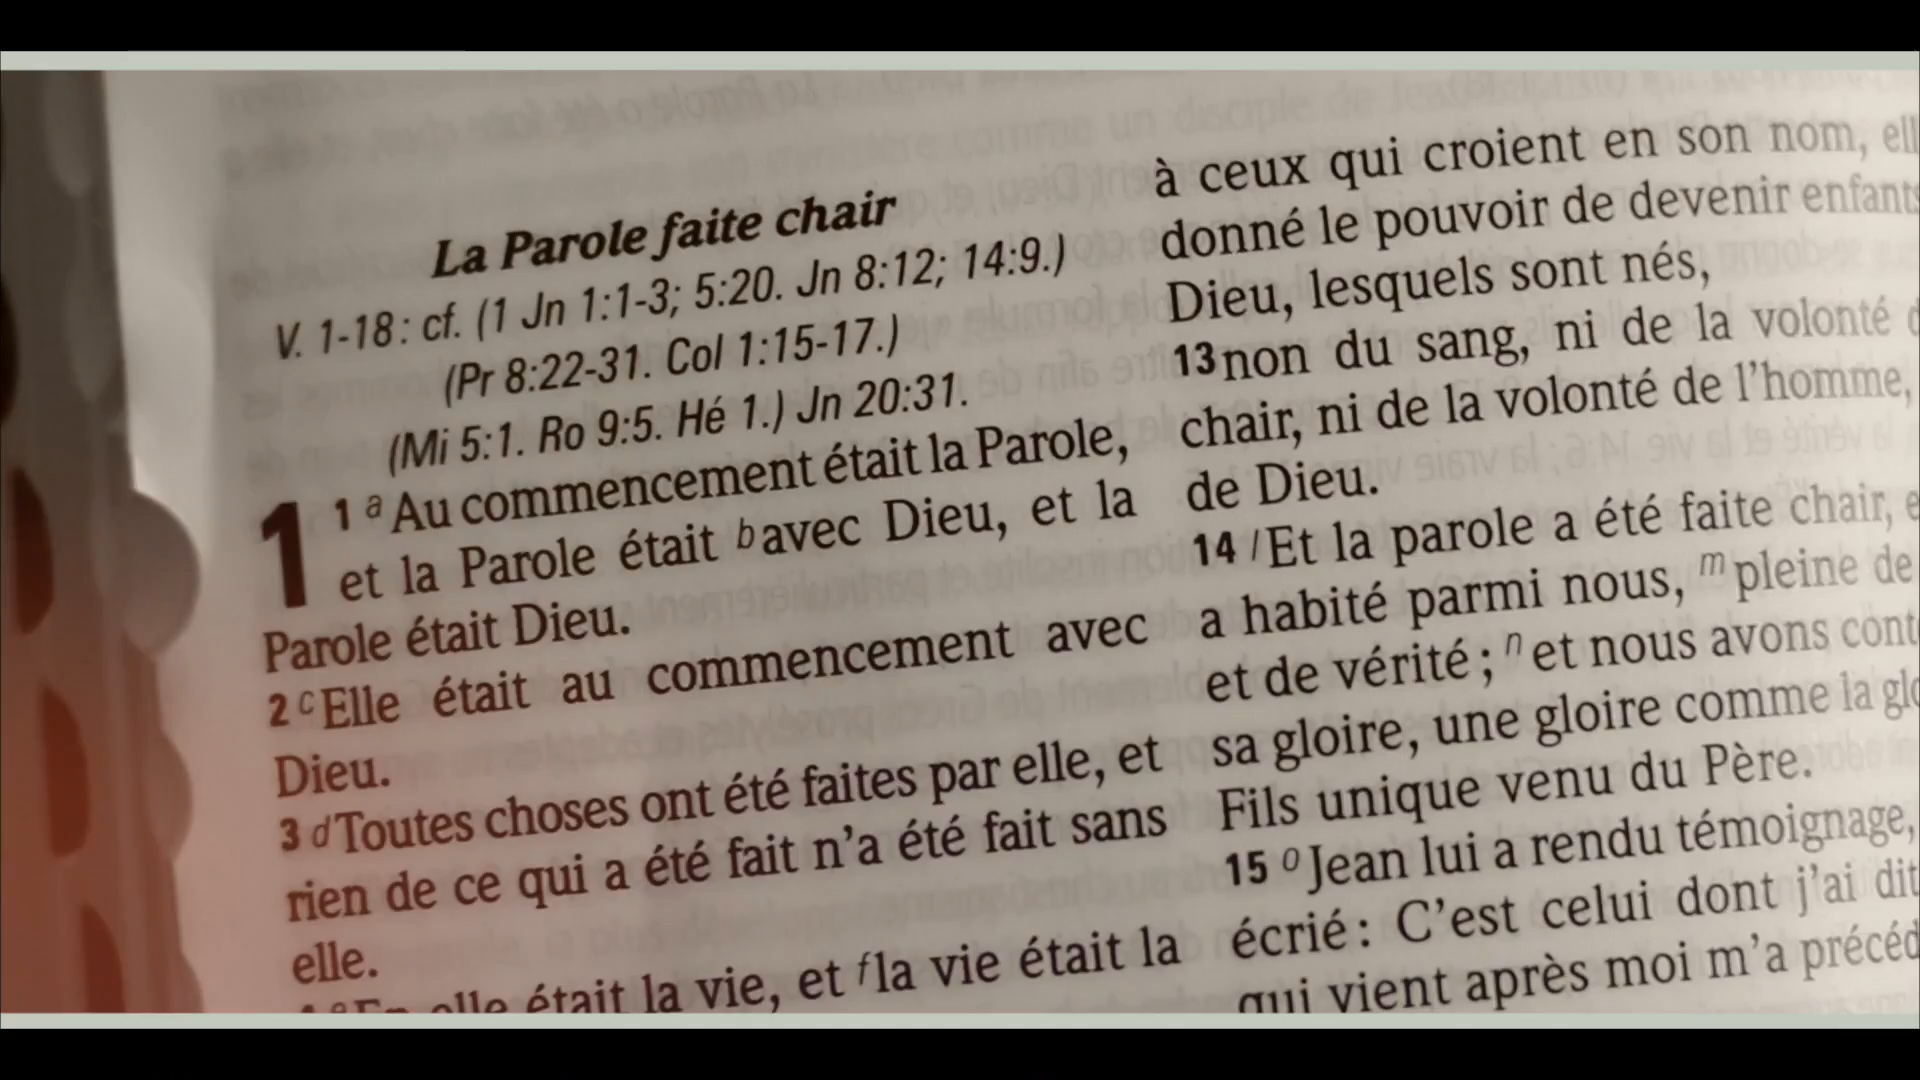 La Parole faite chair
V. 1-18 : cf. (1 Jn 1:1-3; 5:20. Jn 8:12; 14:9.)
(Pr 8:22-31. Col 1:15-17.)
(Mi 5:1. Ro 9:5. Hé 1.) Jn 20:31.
1 1 a Au commencement était la Parole,
et la Parole était b avec Dieu, et la
Parole était Dieu.
2 c Elle était au commencement avec
Dieu.
3 d Toutes choses ont été faites par elle, et
rien de ce qui a été fait n'a été fait sans
elle.
elle était la vie, et f la vie était la
à ceux qui croient en son nom,
donné le pouvoir de devenir enfants
Dieu, lesquels sont nés,
13 non du sang, ni de la volonté
chair, ni de la volonté de l'homme,
de Dieu.
14 l Et la parole a été faite chair,
a habité parmi nous, m pleine de
et de vérité ; n et nous avons
sa gloire, une gloire comme la
Fils unique venu du Père.
15 o Jean lui a rendu témoignage,
écrié : C'est celui dont j'ai dit
qui vient après moi m'a